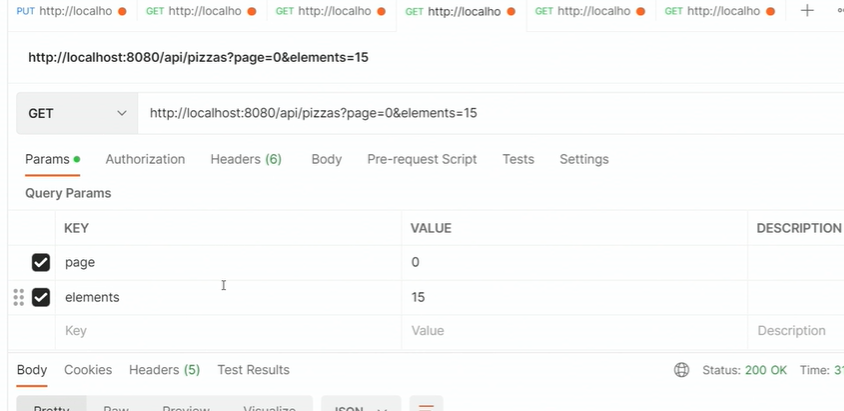 PUT http://localho GET http://localho GET http://localho GET http://localho GET http://localho GET http://localho
http://localhost:8080/api/pizzas?page=0&elements=15
GET http://localhost:8080/api/pizzas?page=0&elements=15
Params Authorization Headers (6) Body Pre-request Script Tests Settings
Query Params
KEY VALUE DESCRIPTION
page 0
elements 15
Key Value Description
Body Cookies Headers (5) Test Results Status: 200 OK Time: 31
Pretty Raw Preview Visualize JSON